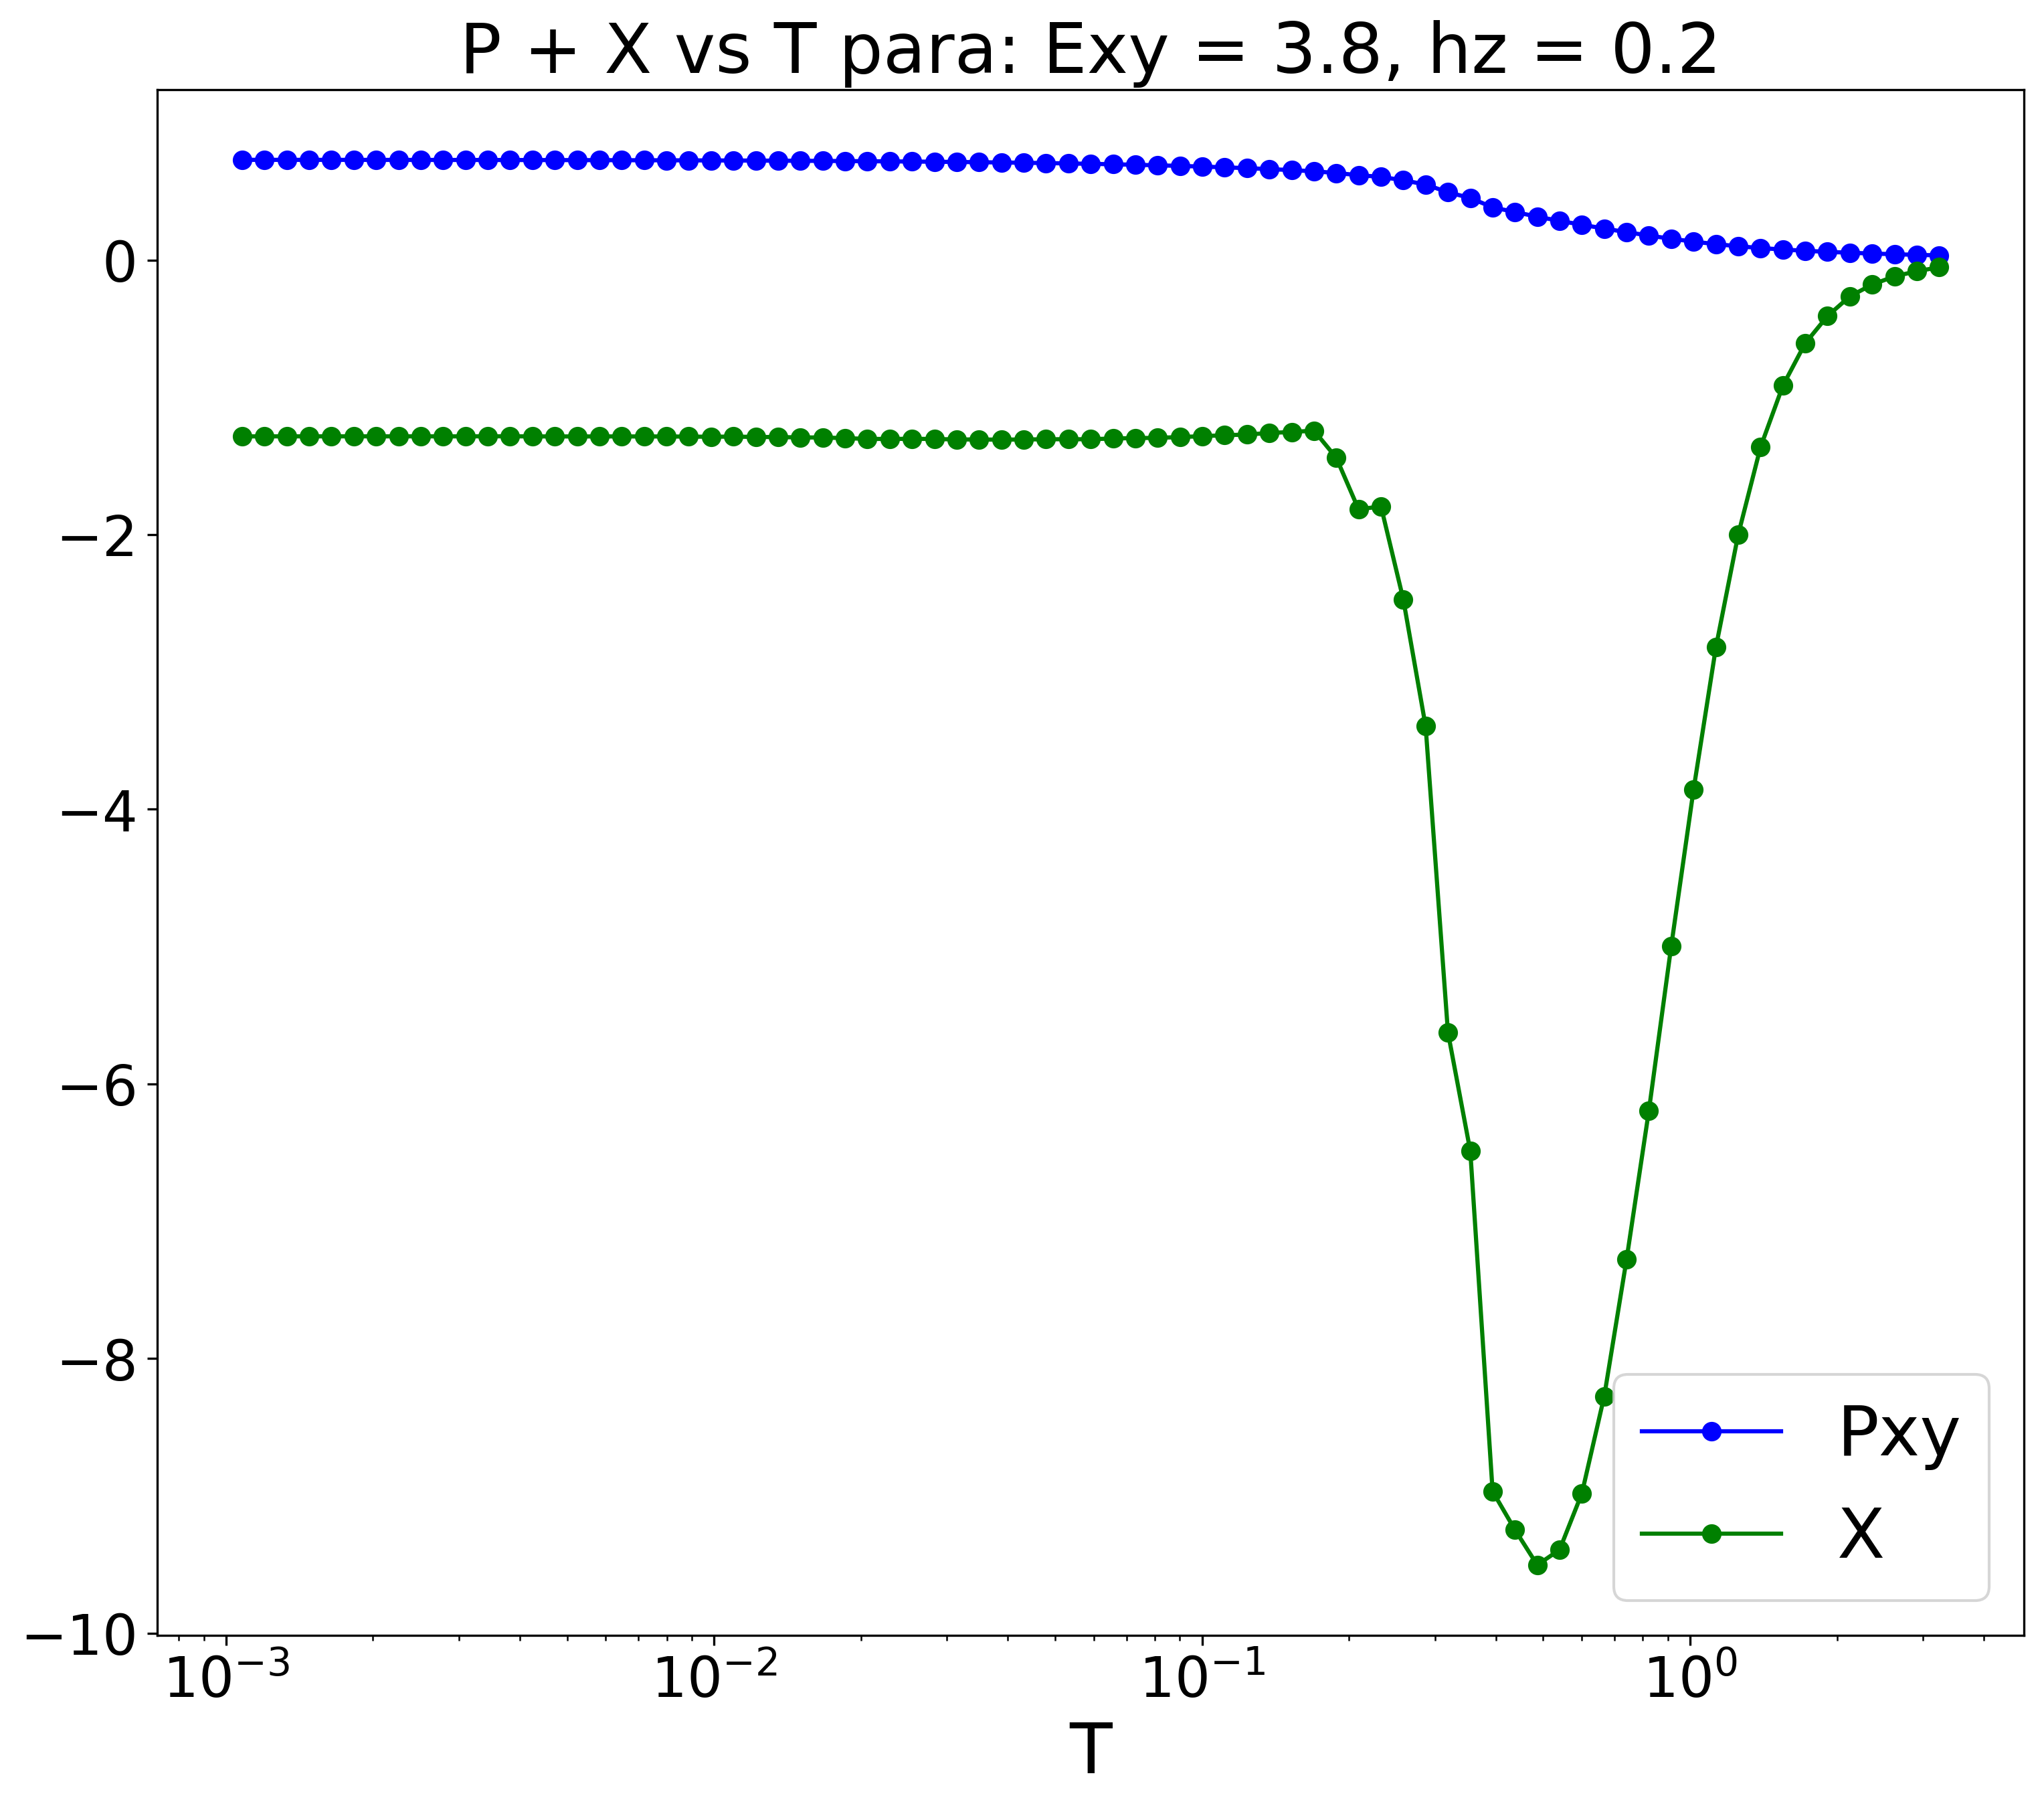 P + X vs T para: Exy = 3.8, hz = 0.2
0
−2
−4
−6
−8
−10
10⁻³ 10⁻² 10⁻¹ 10⁰
T
Pxy
X